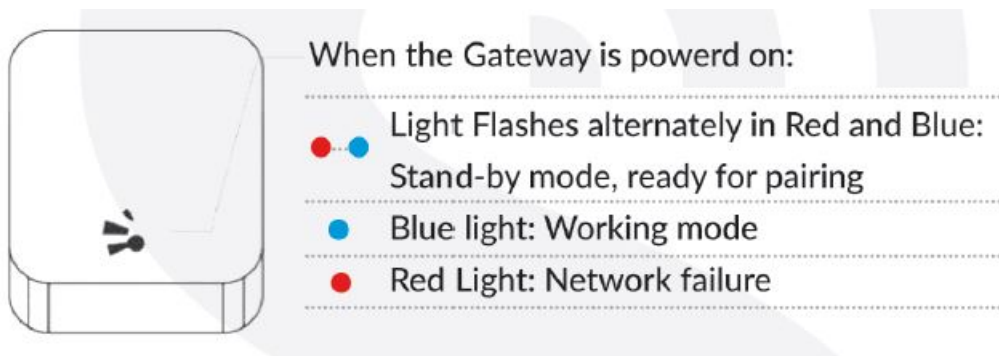 When the Gateway is powerd on:
Light Flashes alternately in Red and Blue:
Stand-by mode, ready for pairing
Blue light: Working mode
Red Light: Network failure